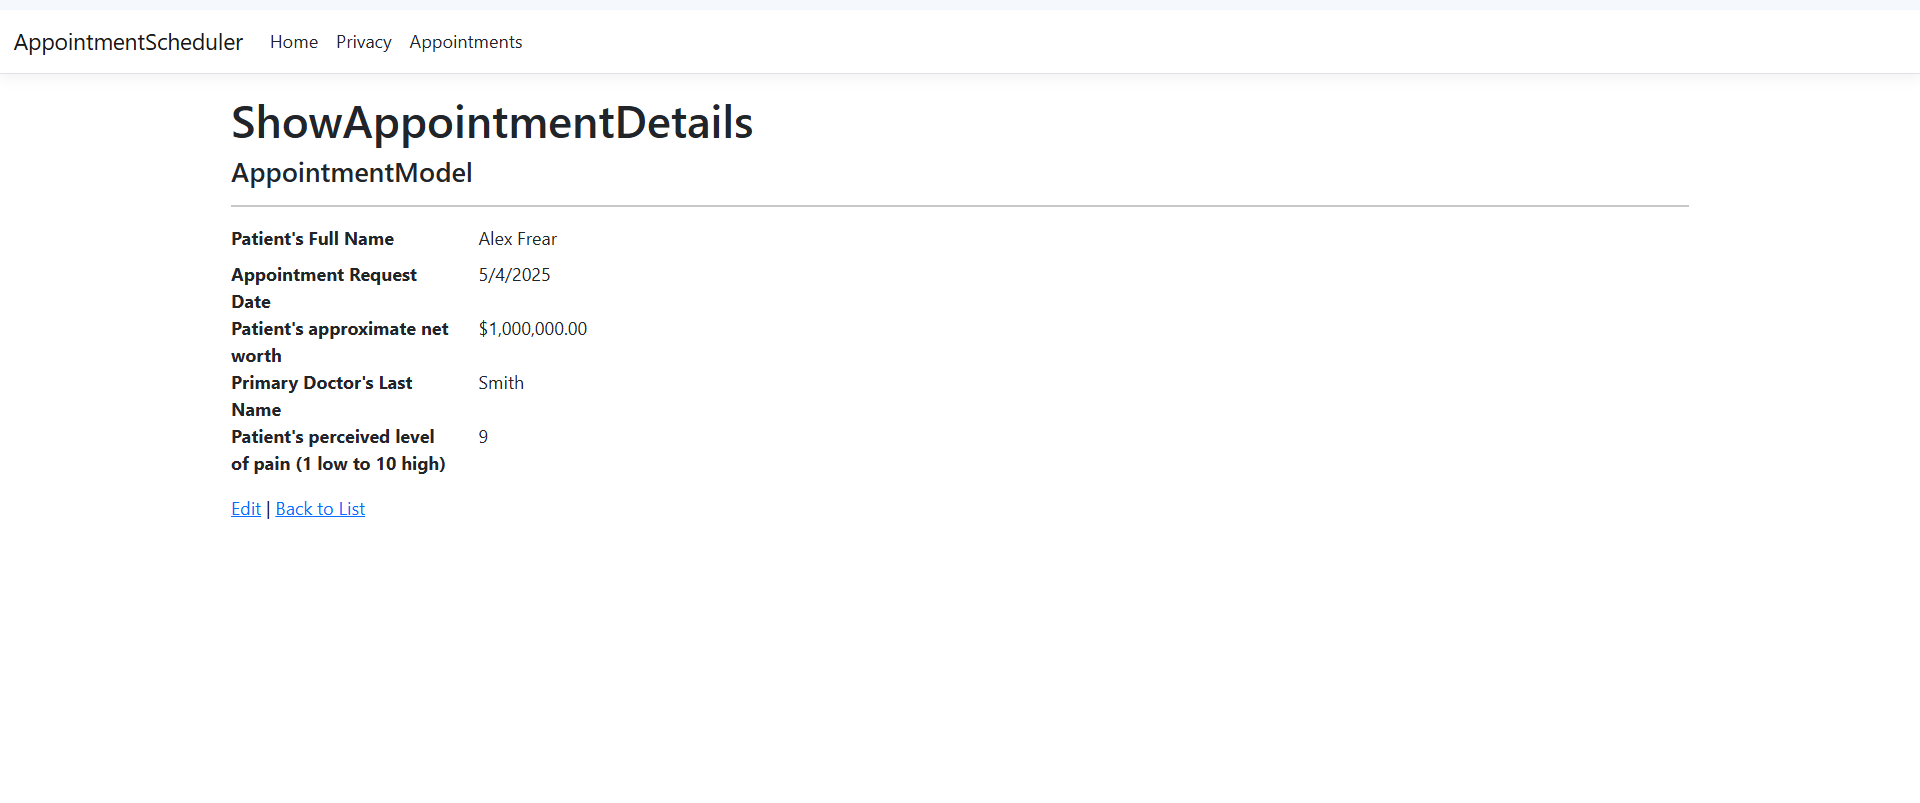 AppointmentScheduler Home Privacy Appointments
ShowAppointmentDetails
AppointmentModel
Patient's Full Name Alex Frear
Appointment Request 5/4/2025
Date
Patient's approximate net $1,000,000.00
worth
Primary Doctor's Last Smith
Name
Patient's perceived level 9
of pain (1 low to 10 high)
Edit | Back to List